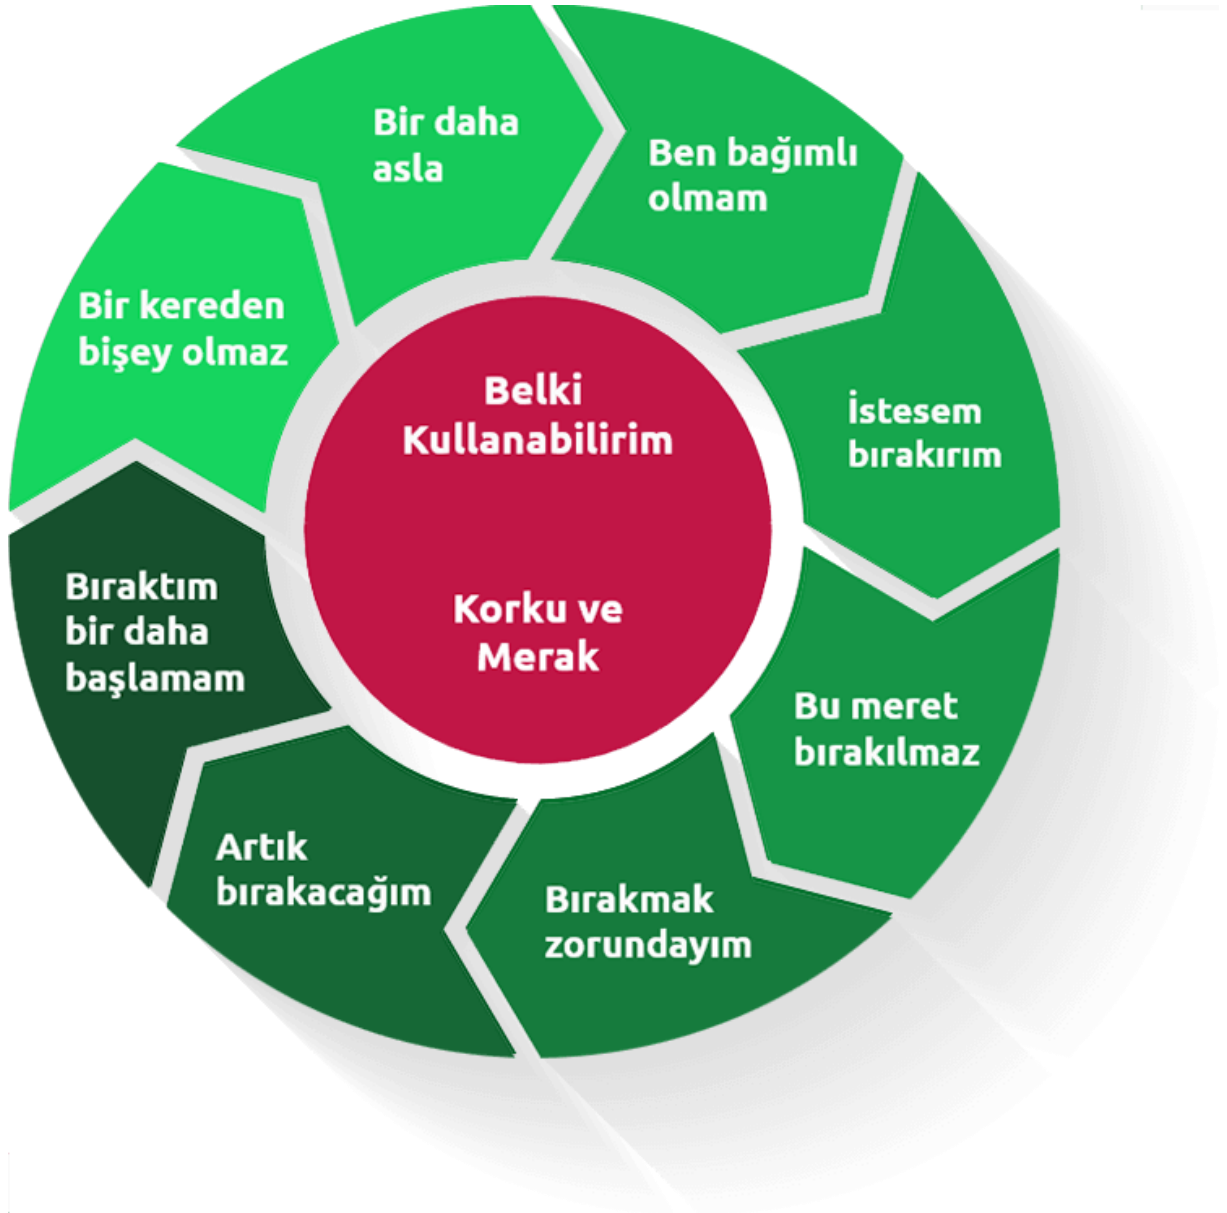 Bir daha
asla
Ben bağımlı
olmam
Bir kereden
bişey olmaz
Belki
Kullanabilirim
İstesem
bırakırım
Bıraktım
bir daha
başlamam
Korku ve
Merak
Bu meret
bırakılmaz
Artık
bırakacağım
Bırakmak
zorundayım